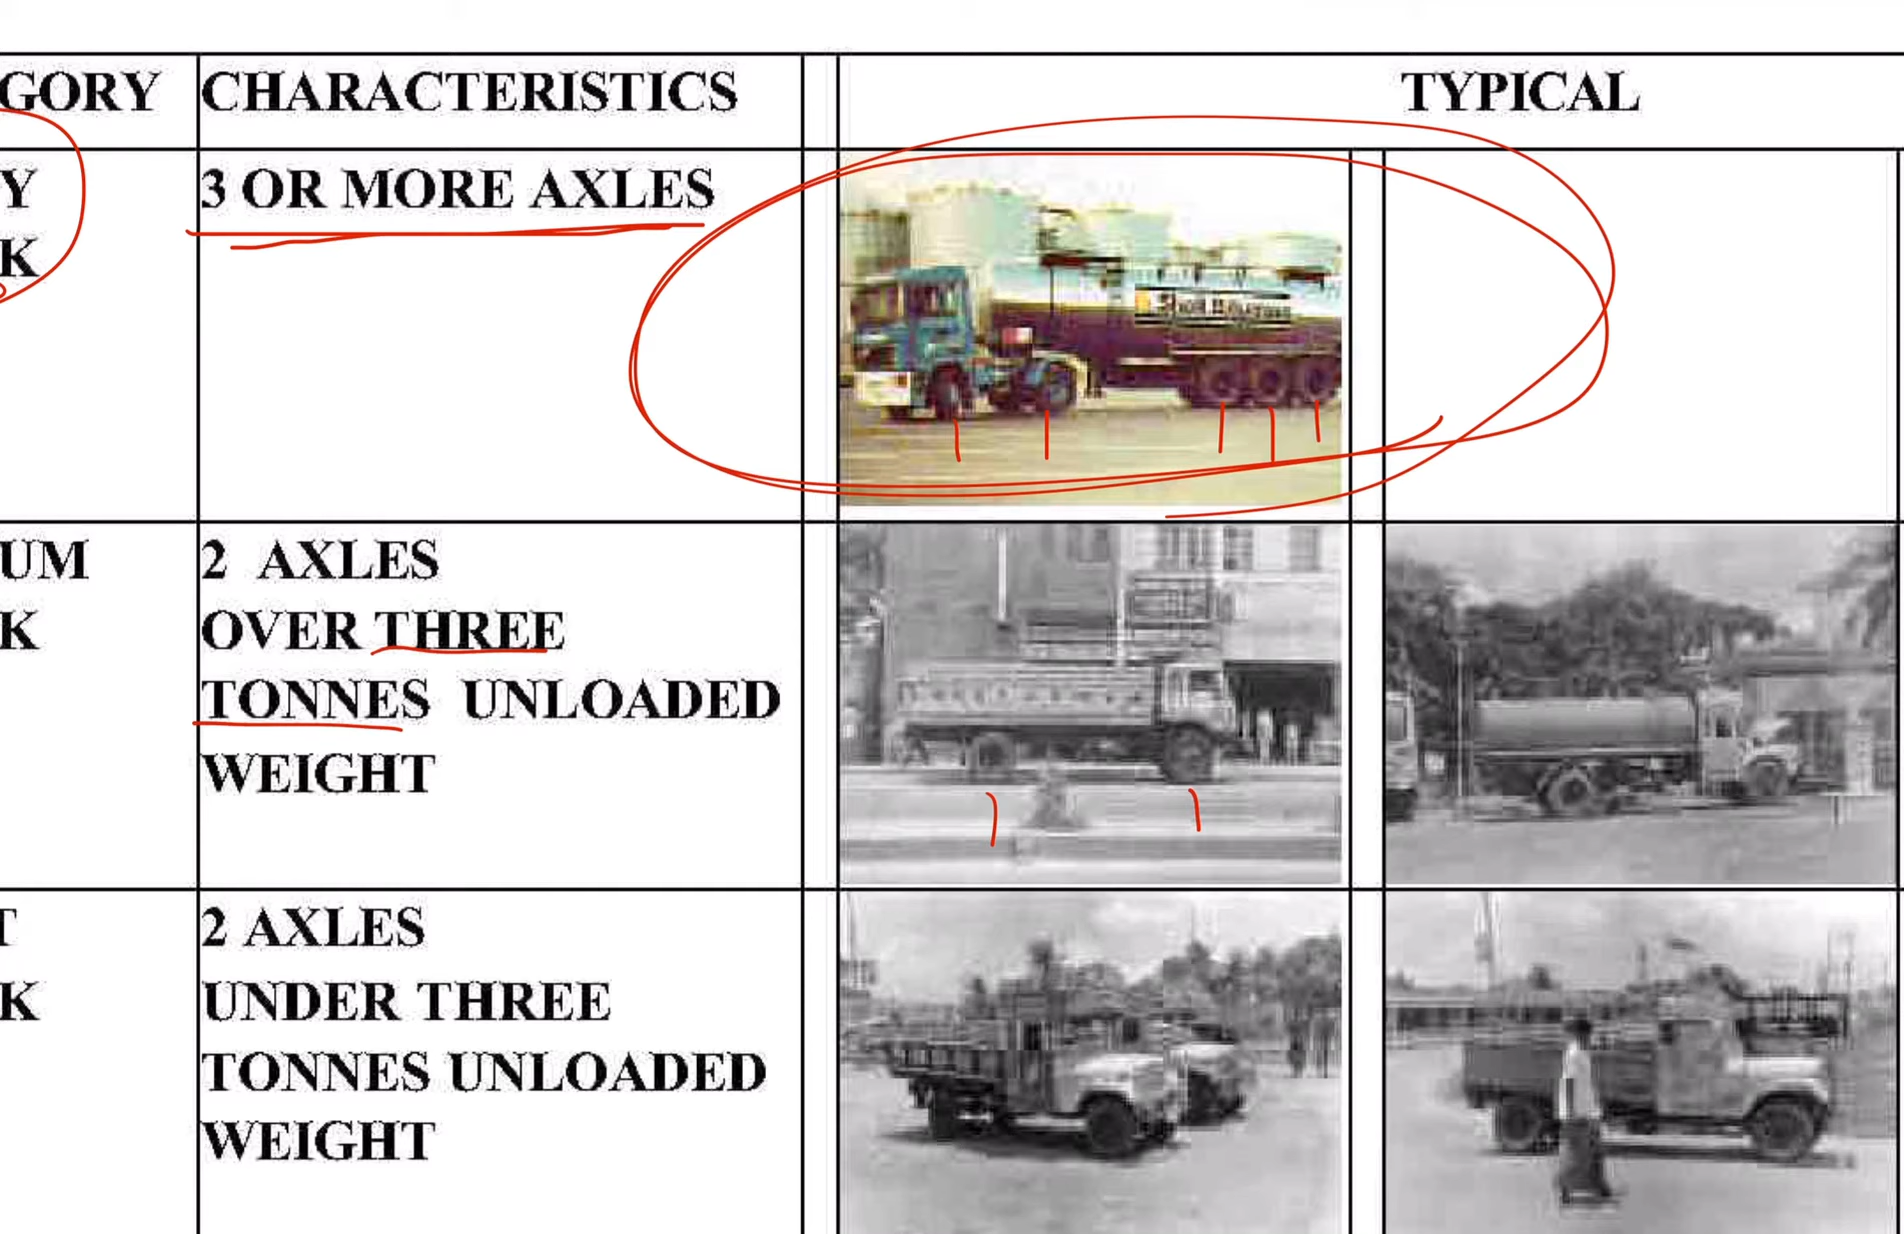 GORY CHARACTERISTICS TYPICAL
Y 3 OR MORE AXLES
K
UM 2 AXLES
K OVER THREE
TONNES UNLOADED
WEIGHT
T 2 AXLES
K UNDER THREE
TONNES UNLOADED
WEIGHT